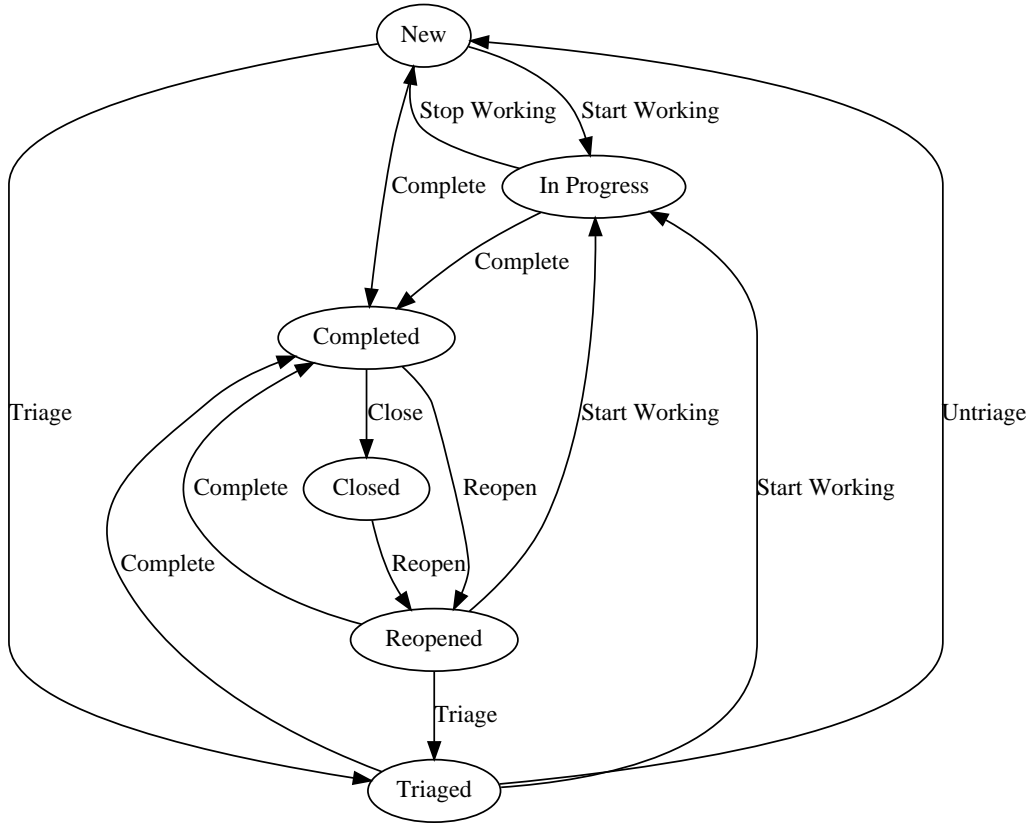 New
Stop Working
Start Working
Complete
In Progress
Complete
Completed
Triage
Close
Start Working
Untriage
Complete
Closed
Reopen
Start Working
Complete
Reopen
Reopened
Triage
Triaged